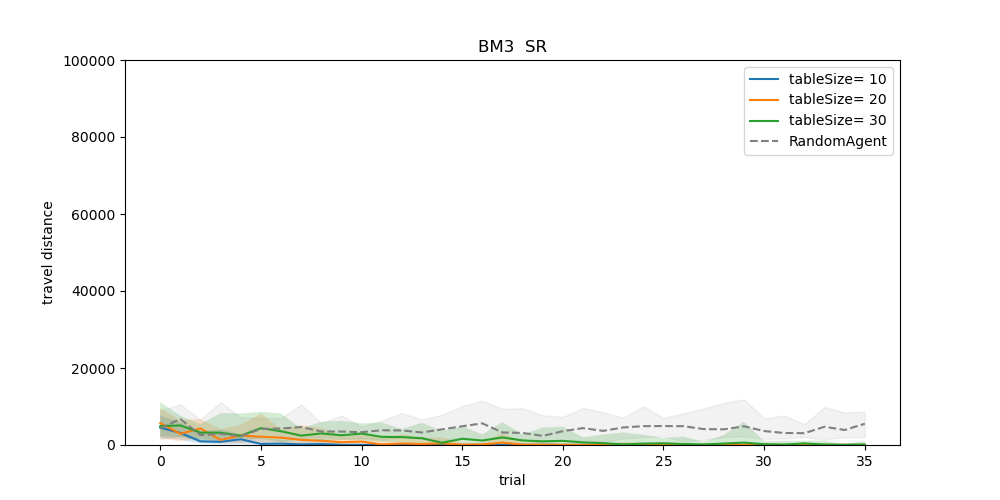 BM3  SR
100000
80000
60000
40000
20000
0
travel distance
tableSize= 10
tableSize= 20
tableSize= 30
RandomAgent
0 5 10 15 20 25 30 35
trial